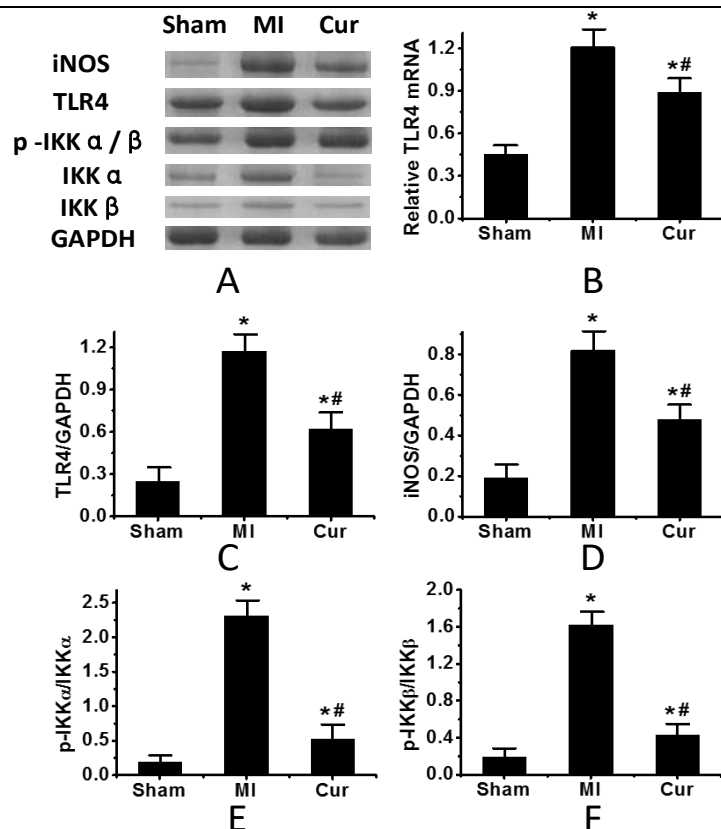 Sham MI Cur
iNOS
TLR4
p -IKK α / β
IKK α
IKK β
GAPDH
A
Relative TLR4 mRNA
1.2
0.9
0.6
0.3
0.0
*
*#
Sham MI Cur
B
TLR4/GAPDH
1.2
0.9
0.6
0.3
0.0
*
*#
Sham MI Cur
C
iNOS/GAPDH
0.8
0.6
0.4
0.2
0.0
*
*#
Sham MI Cur
D
p-IKKα/IKKα
2.5
2.0
1.5
1.0
0.5
0.0
*
*#
Sham MI Cur
E
p-IKKβ/IKKβ
1.6
1.2
0.8
0.4
0.0
*
*#
Sham MI Cur
F